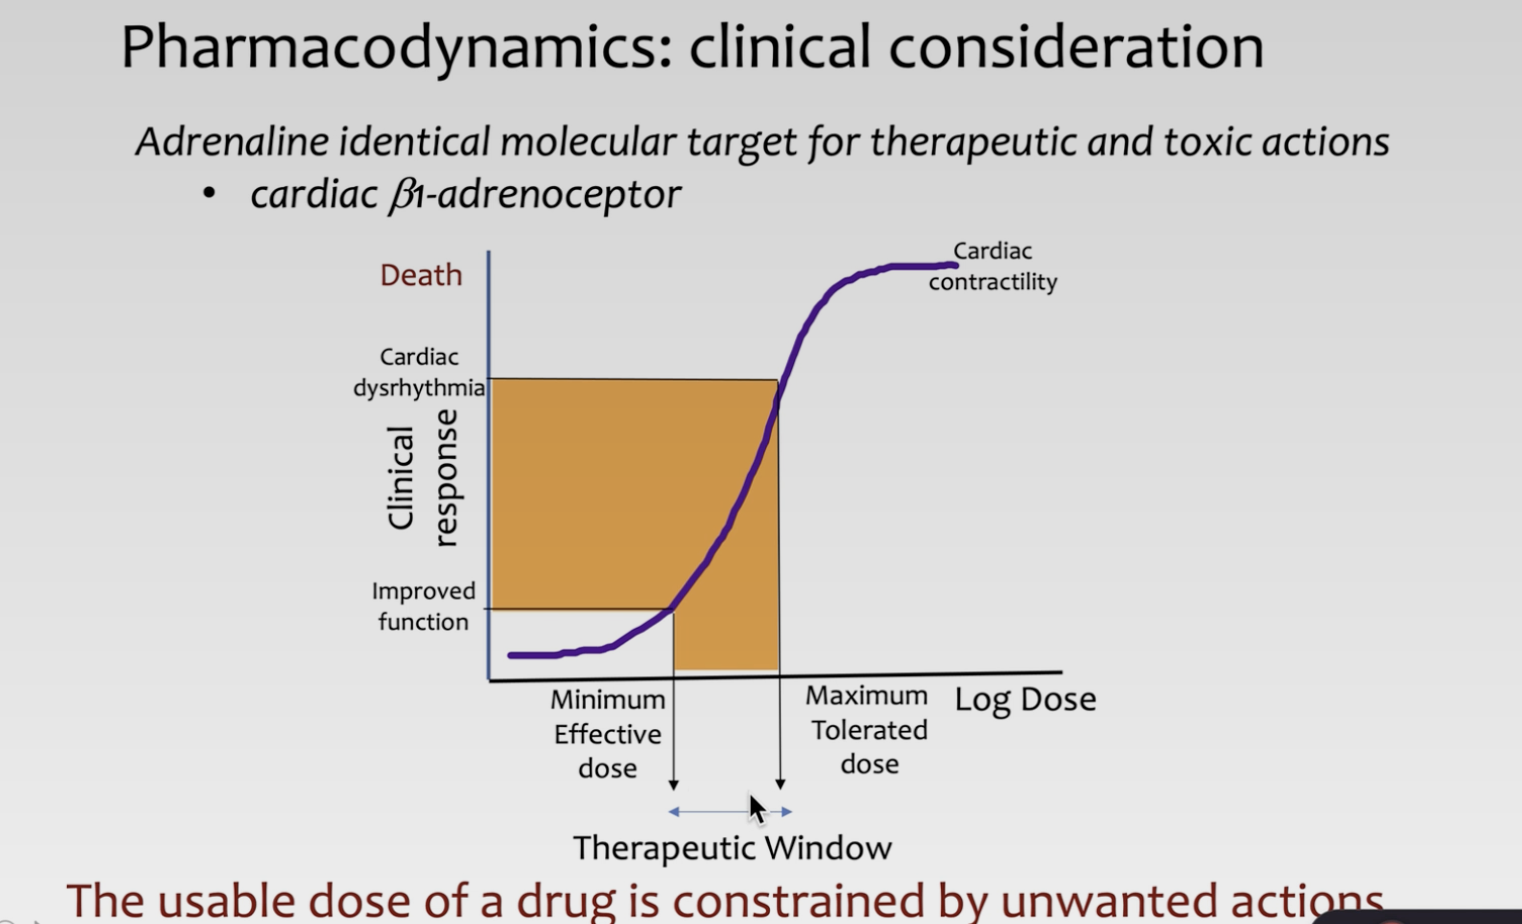 Pharmacodynamics: clinical consideration
Adrenaline identical molecular target for therapeutic and toxic actions
• cardiac β1-adrenoceptor
Cardiac
contractility
Death
Cardiac
dysrhythmia
Clinical
response
Improved
function
Minimum
Effective
dose
Maximum
Tolerated
dose
Log Dose
Therapeutic Window
The usable dose of a drug is constrained by unwanted actions